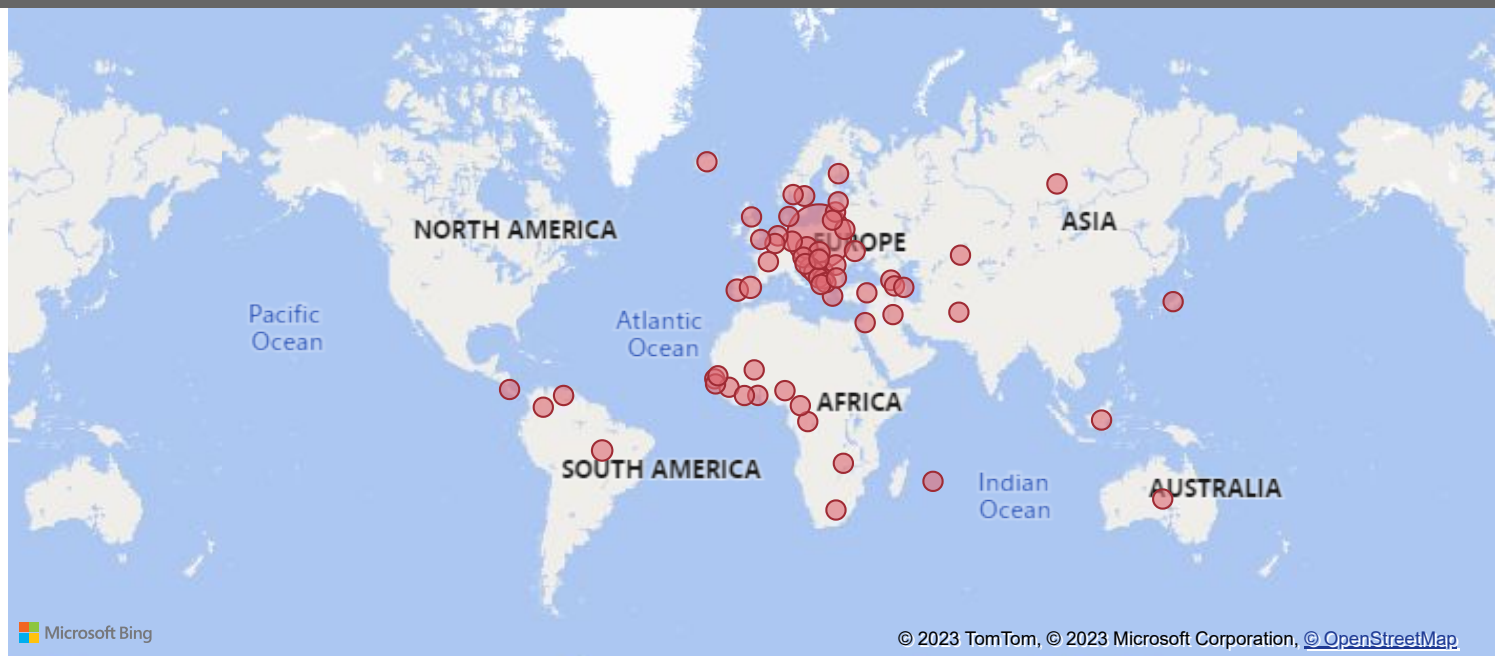 NORTH AMERICA
EUROPE
ASIA
Pacific
Ocean
Atlantic
Ocean
AFRICA
SOUTH AMERICA
Indian
Ocean
AUSTRALIA
Microsoft Bing
© 2023 TomTom, © 2023 Microsoft Corporation, © OpenStreetMap